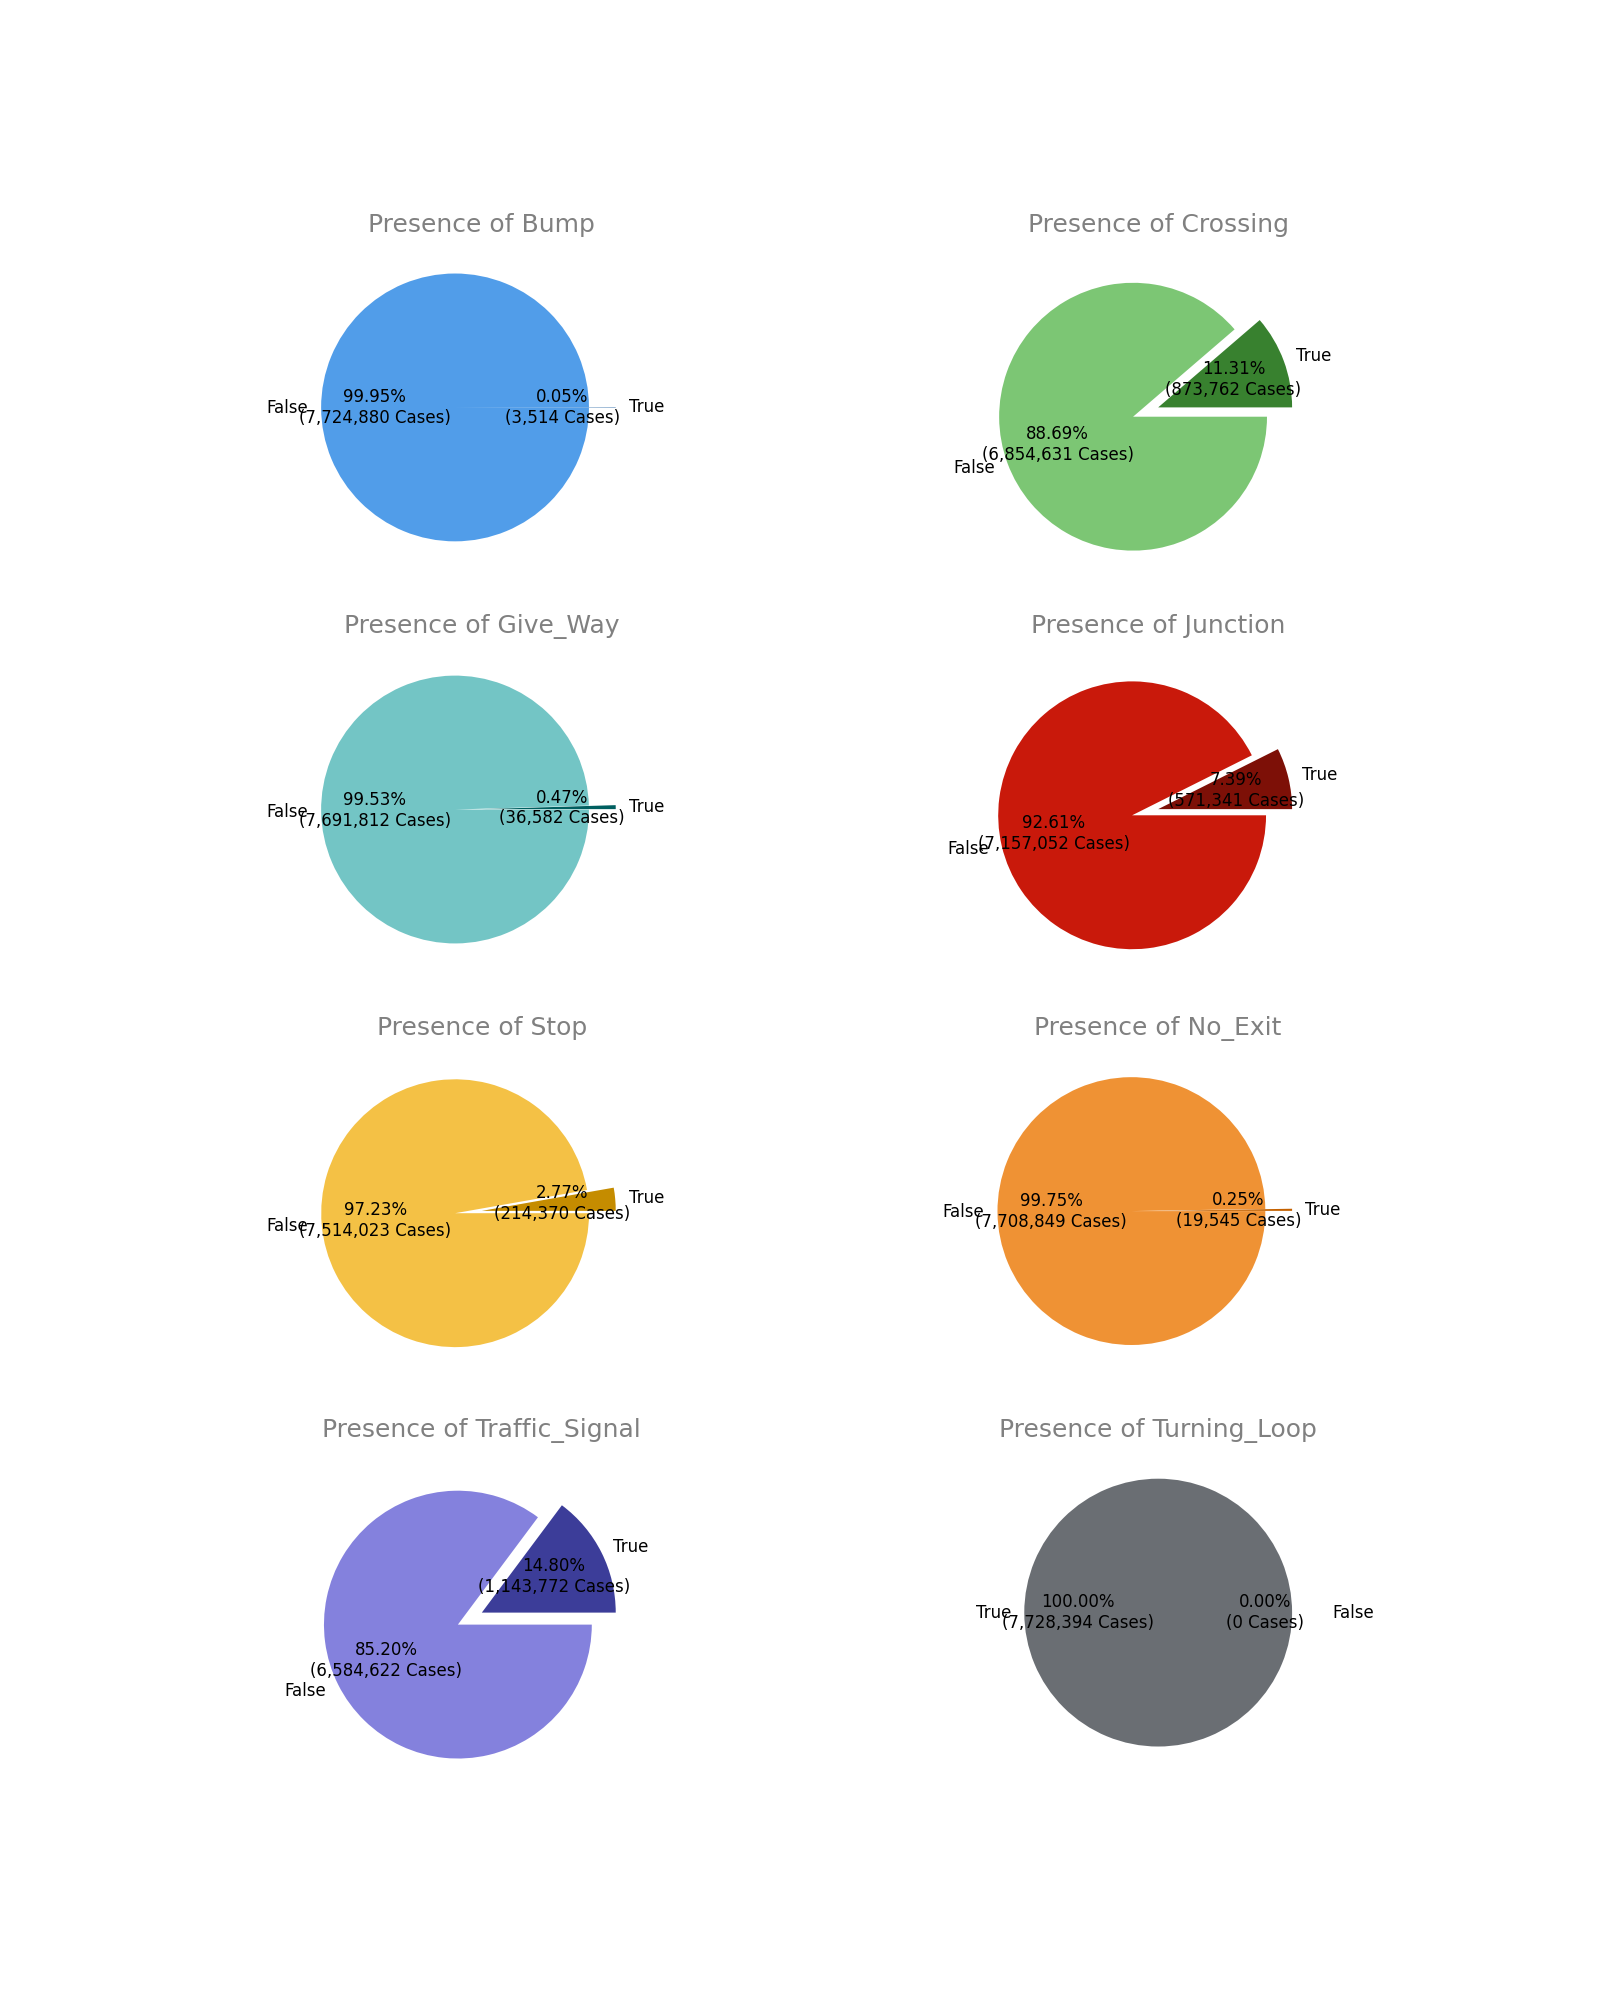 Presence of Bump
99.95%
(7,724,880 Cases)
False
0.05%
(3,514 Cases)
True
Presence of Crossing
11.31%
(873,762 Cases)
True
88.69%
(6,854,631 Cases)
False
Presence of Give_Way
99.53%
(7,691,812 Cases)
False
0.47%
(36,582 Cases)
True
Presence of Junction
7.39%
(571,341 Cases)
True
92.61%
(7,157,052 Cases)
False
Presence of Stop
97.23%
(7,514,023 Cases)
False
2.77%
(214,370 Cases)
True
Presence of No_Exit
99.75%
(7,708,849 Cases)
False
0.25%
(19,545 Cases)
True
Presence of Traffic_Signal
14.80%
(1,143,772 Cases)
True
85.20%
(6,584,622 Cases)
False
Presence of Turning_Loop
100.00%
(7,728,394 Cases)
True
0.00%
(0 Cases)
False